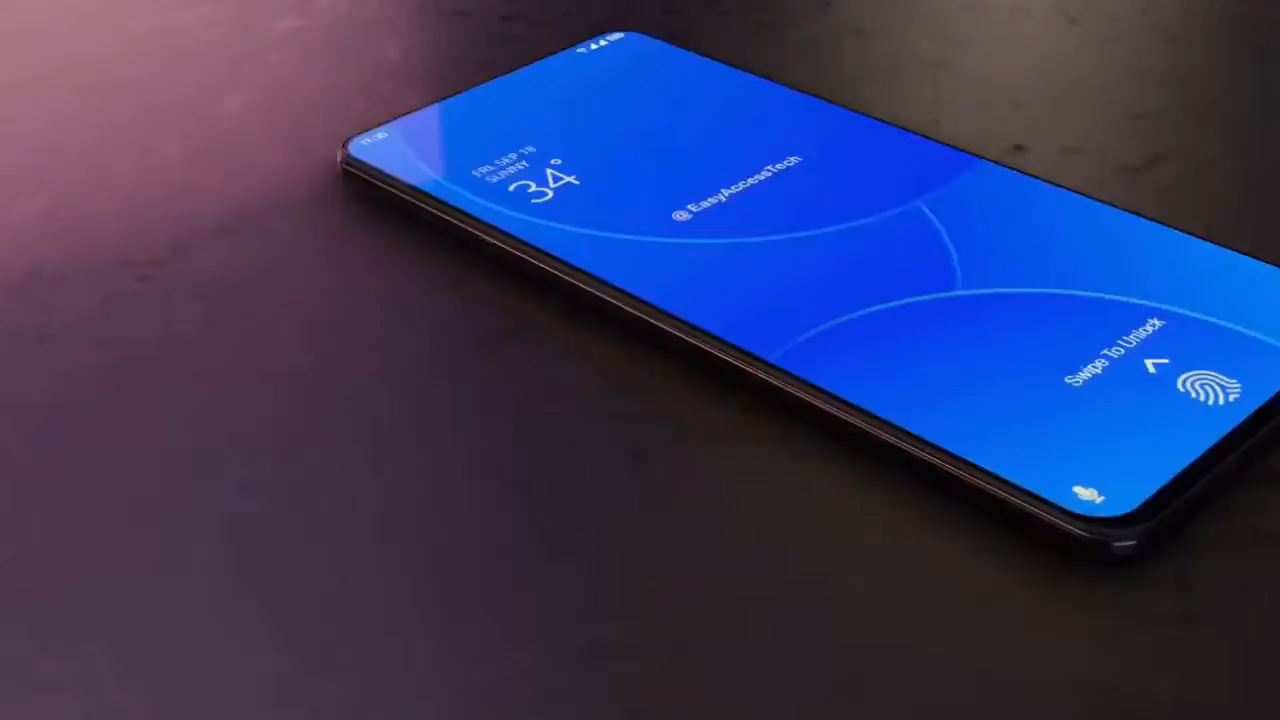 FRI, SEP 18
SUNNY
34°
@EasyAccessTech
Swipe To Unlock